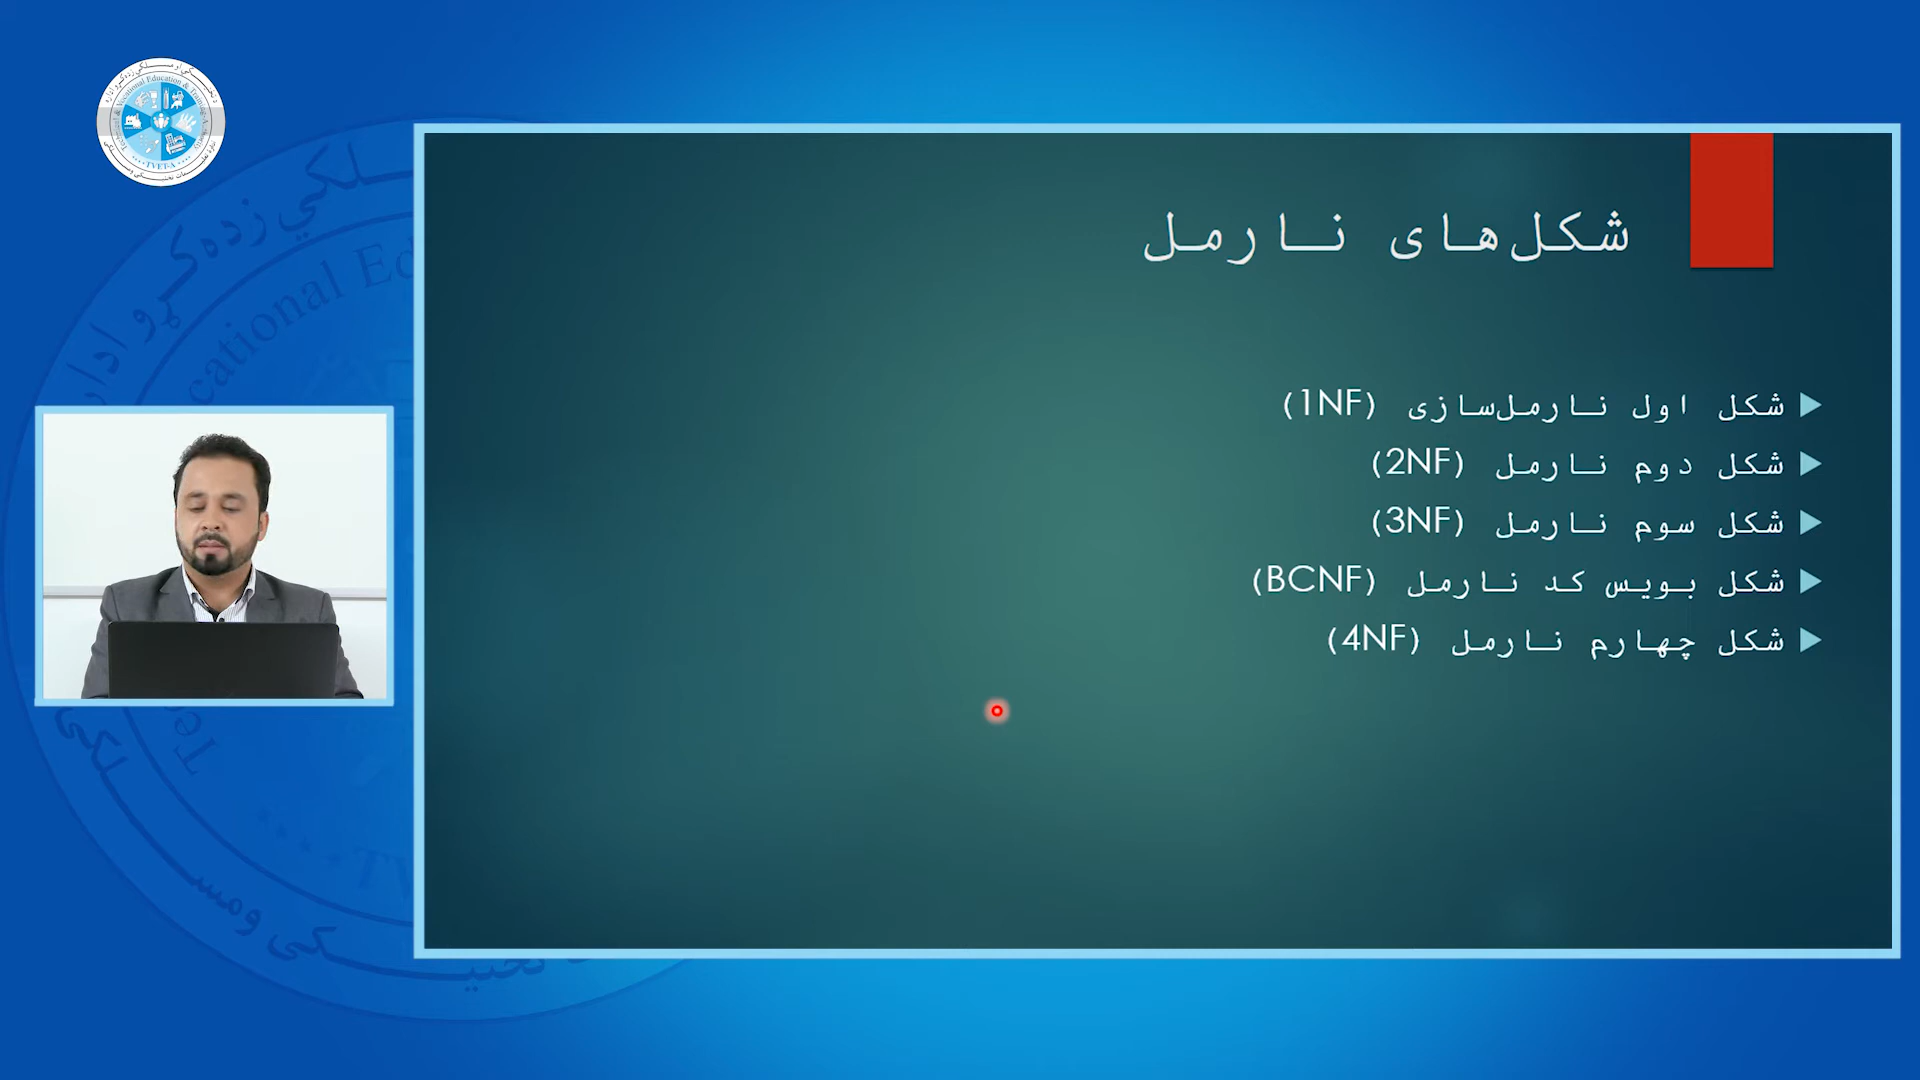 شکل‌های نارمل
شکل اول نارمل‌سازی (1NF)
شکل دوم نارمل (2NF)
شکل سوم نارمل (3NF)
شکل بویس کد نارمل (BCNF)
شکل چهارم نارمل (4NF)